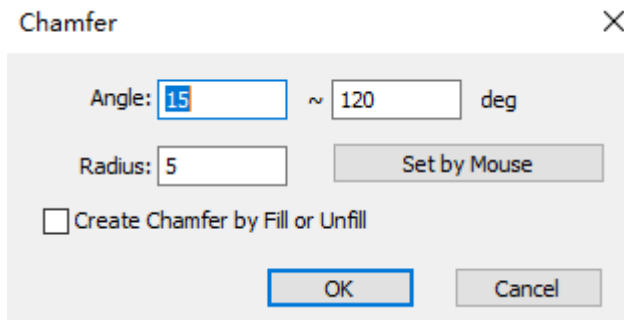 Chamfer
Angle: 15 ~ 120 deg
Radius: 5 Set by Mouse
Create Chamfer by Fill or Unfill
OK Cancel